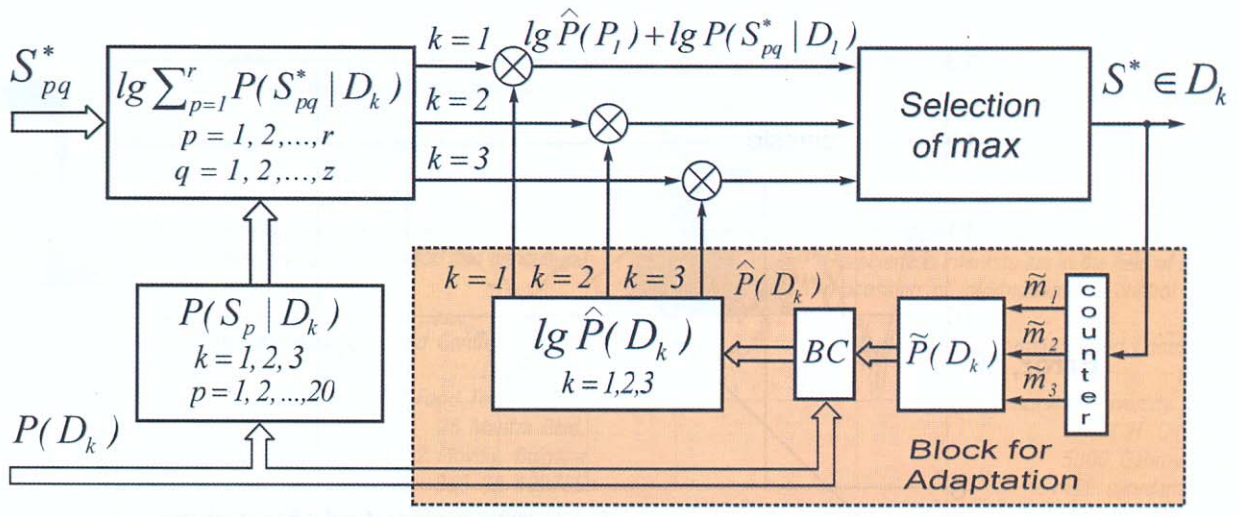 S*pq
lg ∑ʳp=1 P(S*pq | Dk)
p = 1, 2,..., r
q = 1, 2,..., z
k = 1
k = 2
k = 3
lg P̂(P1) + lg P(S*pq | D1)
Selection
of max
S* ∈ Dk
P(Sp | Dk)
k = 1, 2, 3
p = 1, 2,...,20
P(Dk)
k = 1 k = 2 k = 3
P̂(Dk)
lg P̂(Dk)
k = 1,2,3
BC
P̃(Dk)
m̃1
m̃2
m̃3
counter
Block for
Adaptation